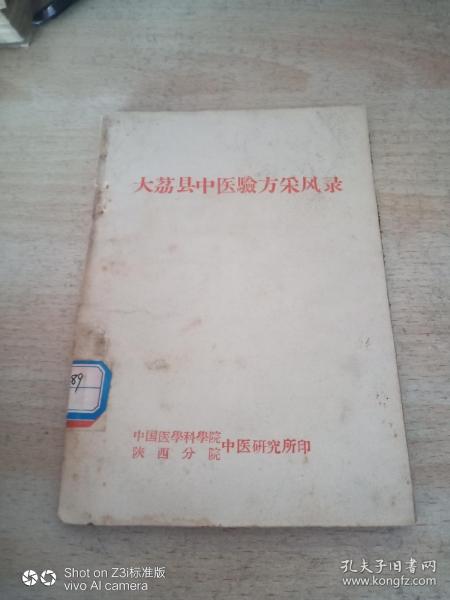 大荔县中医驗方采风录
89
中国医學科學院
陕西分院
中医研究所印
Shot on Z3i标准版
vivo AI camera
孔夫子旧书网
www.kongfz.com